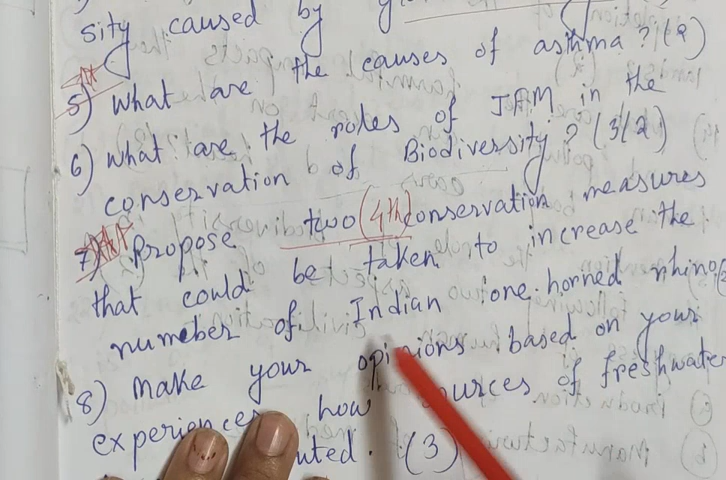 sity caused by
5) What are the causes of asthma? (2)
6) What are the roles of JFM in the
conservation of Biodiversity? (3/2)
7) Propose two (4th) conservation measures
that could be taken to increase the
number of Indian one-horned rhino
8) Make your opinions based on your
experiences how sources of freshwater
(3)